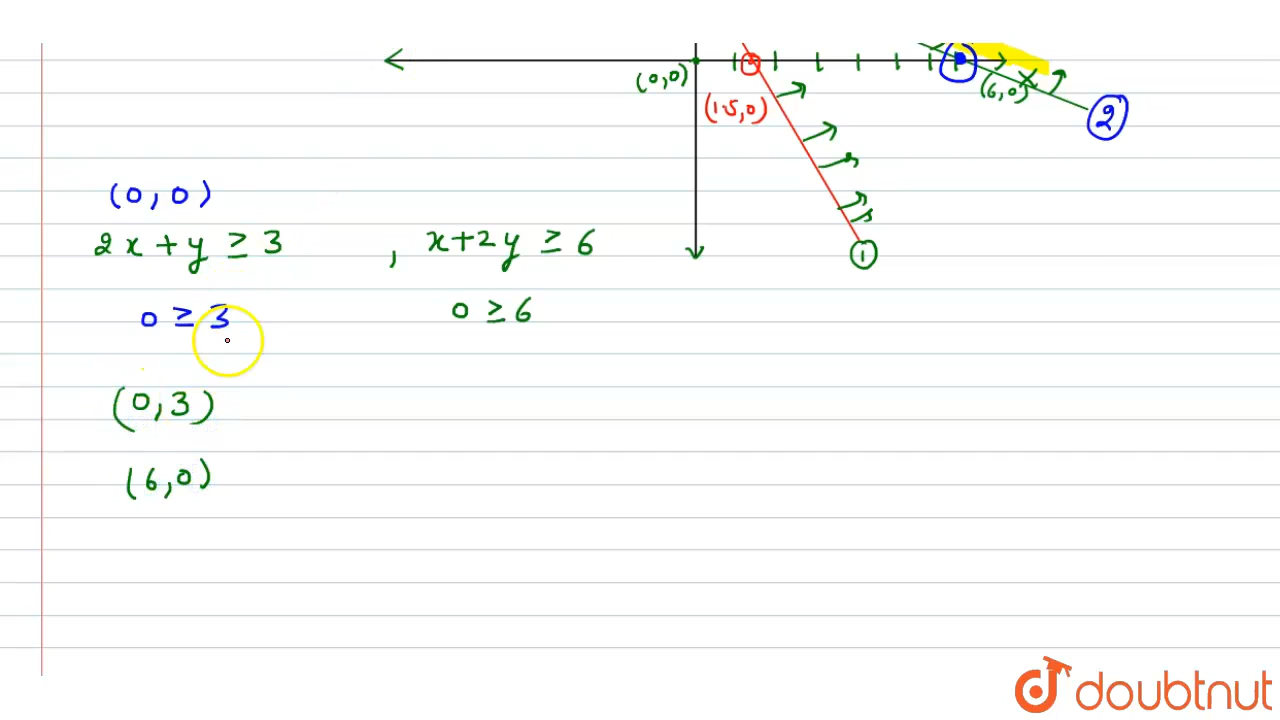 (0,0)
(6,0)
(1.5,0)
2
(0,0)
2x+y ≥ 3 , x+2y ≥ 6
1
0 ≥ 3 0 ≥ 6
(0,3)
(6,0)
doubtnut